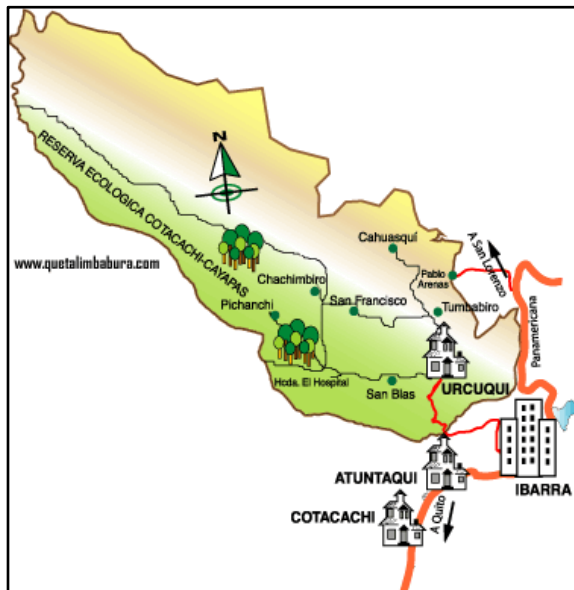 N
RESERVA ECOLOGICA COTACACHI-CAYAPAS
www.quetalimbabura.com
Cahuasquí
A San Lorenzo
Pablo
Arenas
Chachimbiro
Pichanchi
San Francisco
Tumbabiro
Panamericana
Hcda. El Hospital
San Blas
URCUQUI
ATUNTAQUI
IBARRA
COTACACHI
A Quito